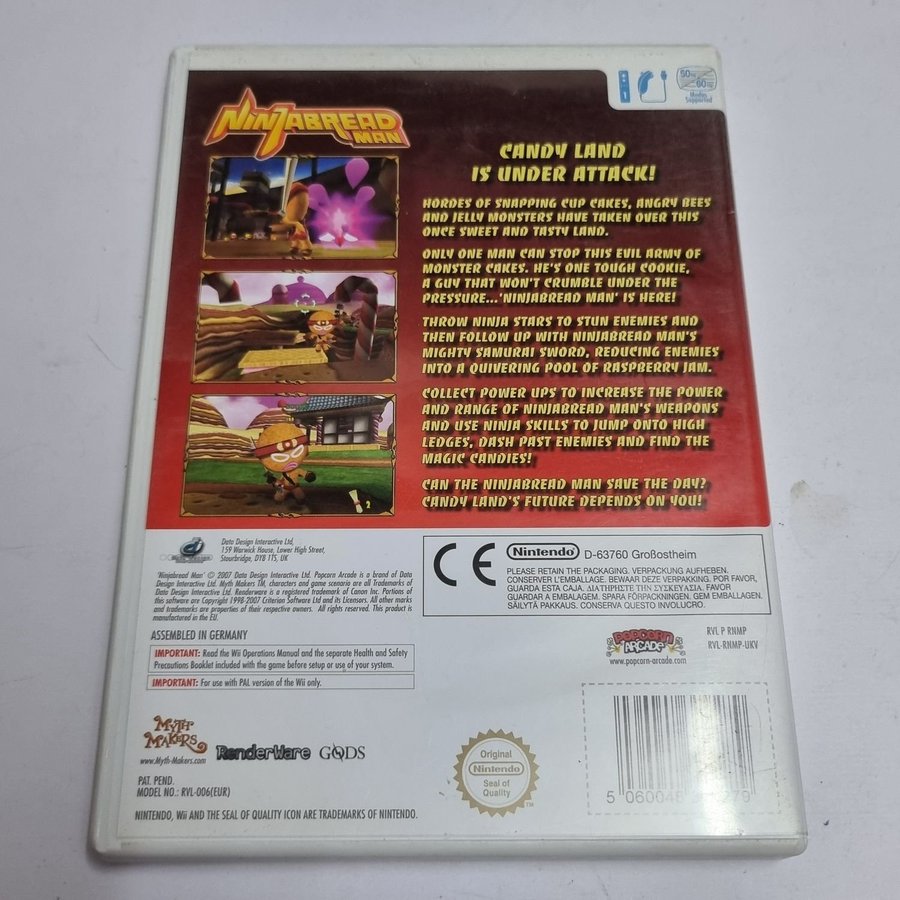 50Hz
60Hz
Modes
Supported
1
NINJABREAD
MAN
CANDY LAND
IS UNDER ATTACK!
HORDES OF SNAPPING CUP CAKES, ANGRY BEES
AND JELLY MONSTERS HAVE TAKEN OVER THIS
ONCE SWEET AND TASTY LAND.
ONLY ONE MAN CAN STOP THIS EVIL ARMY OF
MONSTER CAKES. HE'S ONE TOUGH COOKIE,
A GUY THAT WON'T CRUMBLE UNDER THE
PRESSURE...'NINJABREAD MAN' IS HERE!
THROW NINJA STARS TO STUN ENEMIES AND
THEN FOLLOW UP WITH NINJABREAD MAN'S
MIGHTY SAMURAI SWORD, REDUCING ENEMIES
INTO A QUIVERING POOL OF RASPBERRY JAM.
COLLECT POWER UPS TO INCREASE THE POWER
AND RANGE OF NINJABREAD MAN'S WEAPONS
AND USE NINJA SKILLS TO JUMP ONTO HIGH
LEDGES, DASH PAST ENEMIES AND FIND THE
MAGIC CANDIES!
CAN THE NINJABREAD MAN SAVE THE DAY?
CANDY LAND'S FUTURE DEPENDS ON YOU!
2
Data Design Interactive Ltd,
159 Warwick House, Lower High Street,
Stourbridge, DY8 1TS, UK
'Ninjabread Man' © 2007 Data Design Interactive Ltd. Popcorn Arcade is a brand of Data
Design Interactive Ltd. Myth Makers TM, characters and game scenario are all Trademarks of
Data Design Interactive Ltd. Renderware is a registered trademark of Canon Inc. Portions of
this software are Copyright 1998-2007 Criterion Software Ltd and its Licensors. All other marks
and trademarks are properties of their respective owners. All rights reserved. This product is
manufactured in the EU.
ASSEMBLED IN GERMANY
IMPORTANT: Read the Wii Operations Manual and the separate Health and Safety
Precautions Booklet included with the game before setup or use of your system.
IMPORTANT: For use with PAL version of the Wii only.
CE
Nintendo D-63760 Großostheim
PLEASE RETAIN THE PACKAGING. VERPACKUNG AUFHEBEN.
CONSERVER L'EMBALLAGE. BEWAAR DEZE VERPAKKING. POR FAVOR,
GUARDA ESTA CAJA. ΔΙΑΤΗΡΗΣΤΕ ΤΗΝ ΣΥΣΚΕΥΑΣΙΑ.
GUARDAR A EMBALAGEM. SPARA FÖRPACKNINGEN. GEM EMBALLAGEN.
SÄILYTÄ PAKKAUS. CONSERVA QUESTO INVOLUCRO.
POPCORN
ARCADE
www.popcorn-arcade.com
RVL P RNMP
RVL-RNMP-UKV
MYTH
MAKERS
www.Myth-Makers.com
RenderWare
GODS
Original
Nintendo
Seal of
Quality
TM
PAT. PEND.
MODEL NO.: RVL-006(EUR)
NINTENDO, Wii AND THE SEAL OF QUALITY ICON ARE TRADEMARKS OF NINTENDO.